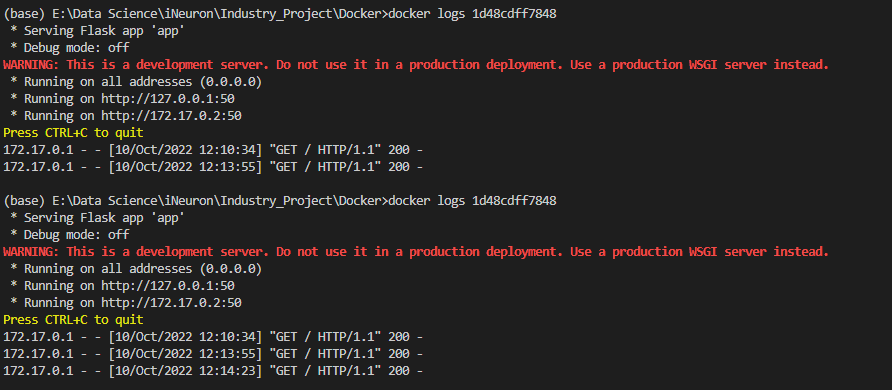 (base) E:\Data Science\iNeuron\Industry_Project\Docker>docker logs 1d48cdff7848
* Serving Flask app 'app'
* Debug mode: off
WARNING: This is a development server. Do not use it in a production deployment. Use a production WSGI server instead.
* Running on all addresses (0.0.0.0)
* Running on http://127.0.0.1:50
* Running on http://172.17.0.2:50
Press CTRL+C to quit
172.17.0.1 - - [10/Oct/2022 12:10:34] "GET / HTTP/1.1" 200 -
172.17.0.1 - - [10/Oct/2022 12:13:55] "GET / HTTP/1.1" 200 -
(base) E:\Data Science\iNeuron\Industry_Project\Docker>docker logs 1d48cdff7848
* Serving Flask app 'app'
* Debug mode: off
WARNING: This is a development server. Do not use it in a production deployment. Use a production WSGI server instead.
* Running on all addresses (0.0.0.0)
* Running on http://127.0.0.1:50
* Running on http://172.17.0.2:50
Press CTRL+C to quit
172.17.0.1 - - [10/Oct/2022 12:10:34] "GET / HTTP/1.1" 200 -
172.17.0.1 - - [10/Oct/2022 12:13:55] "GET / HTTP/1.1" 200 -
172.17.0.1 - - [10/Oct/2022 12:14:23] "GET / HTTP/1.1" 200 -